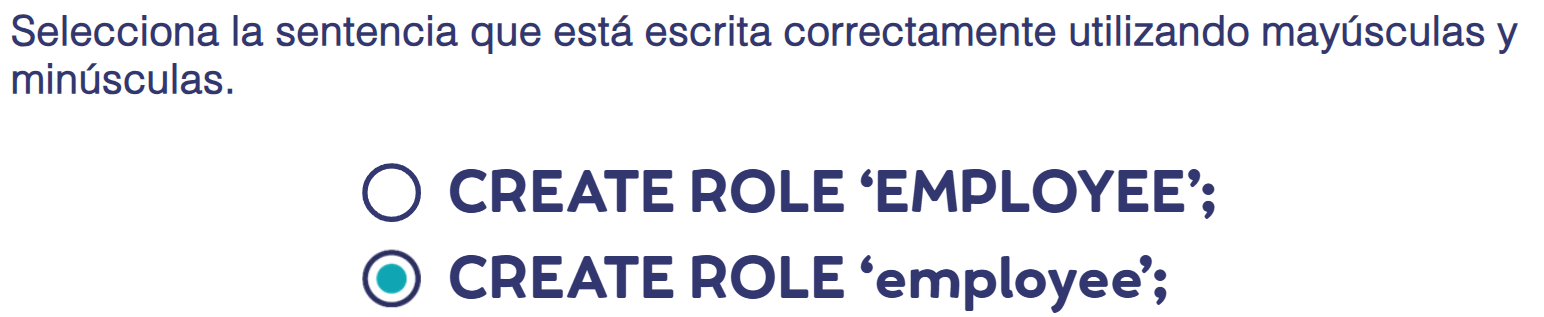 Selecciona la sentencia que está escrita correctamente utilizando mayúsculas y
minúsculas.
CREATE ROLE ‘EMPLOYEE’;
CREATE ROLE ‘employee’;